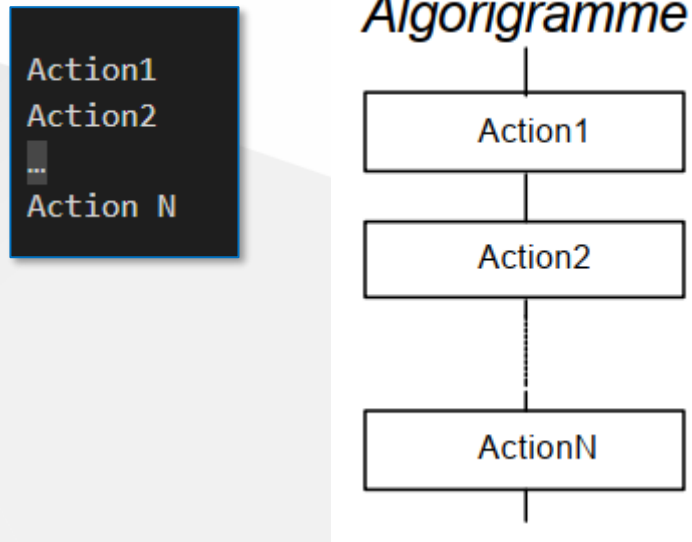 Action1
Action2
…
Action N
Algorigramme
Action1
Action2
ActionN